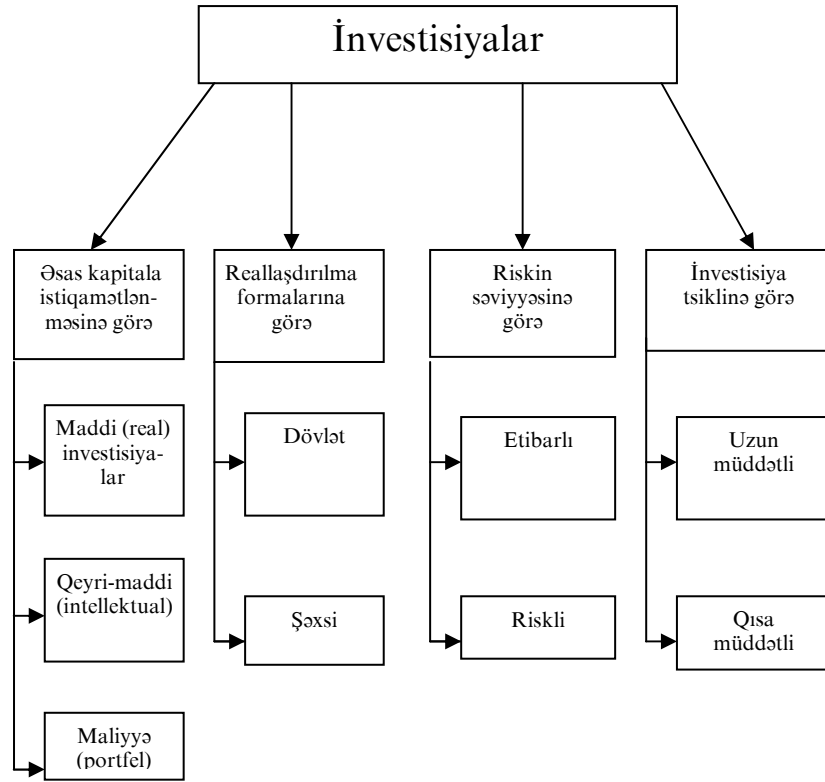 İnvestisiyalar
Əsas kapitala
istiqamətlən-
məsinə görə
Maddi (real)
investisiya-
lar
Qeyri-maddi
(intellektual)
Maliyyə
(portfel)
Reallaşdırılma
formalarına
görə
Dövlət
Şəxsi
Riskin
səviyyəsinə
görə
Etibarlı
Riskli
İnvestisiya
tsiklinə görə
Uzun
müddətli
Qısa
müddətli